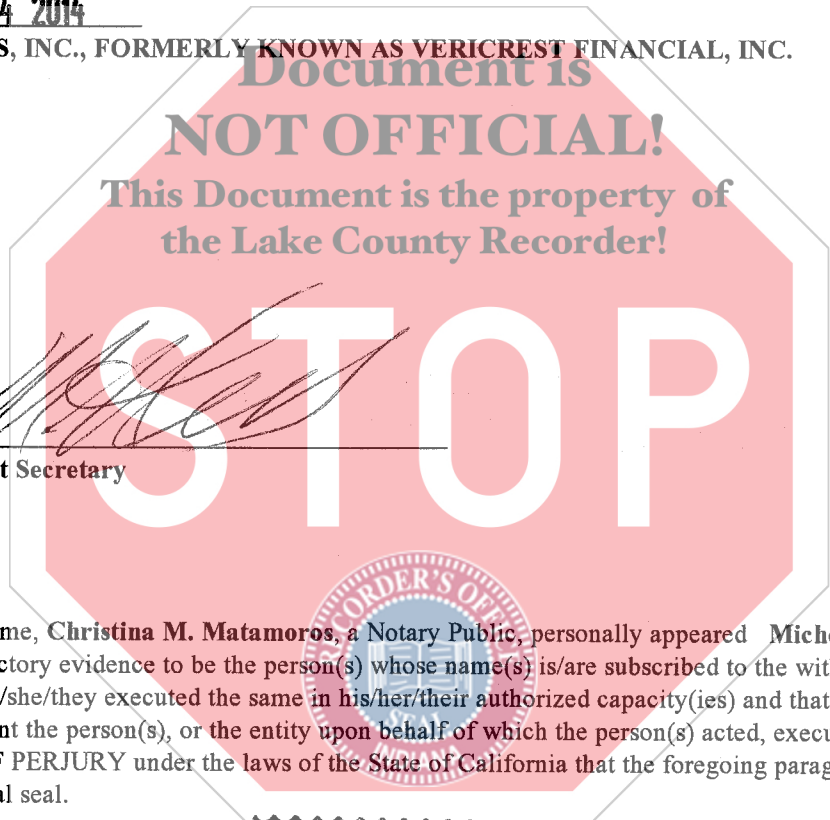 4 2014
S, INC., FORMERLY KNOWN AS VERICREST FINANCIAL, INC.
Document is
NOT OFFICIAL!
This Document is the property of
the Lake County Recorder!
STOP
t Secretary
RECORDER'S OFFICE
SEAL
INDIANA
me, Christina M. Matamoros, a Notary Public, personally appeared Miche
ctory evidence to be the person(s) whose name(s) is/are subscribed to the wit
/she/they executed the same in his/her/their authorized capacity(ies) and that
nt the person(s), or the entity upon behalf of which the person(s) acted, execu
F PERJURY under the laws of the State of California that the foregoing parag
al seal.